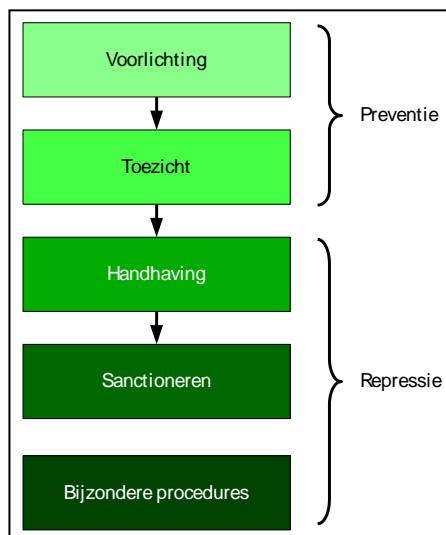 Voorlichting
Preventie
Toezicht
Handhaving
Sanctioneren
Repressie
Bijzondere procedures